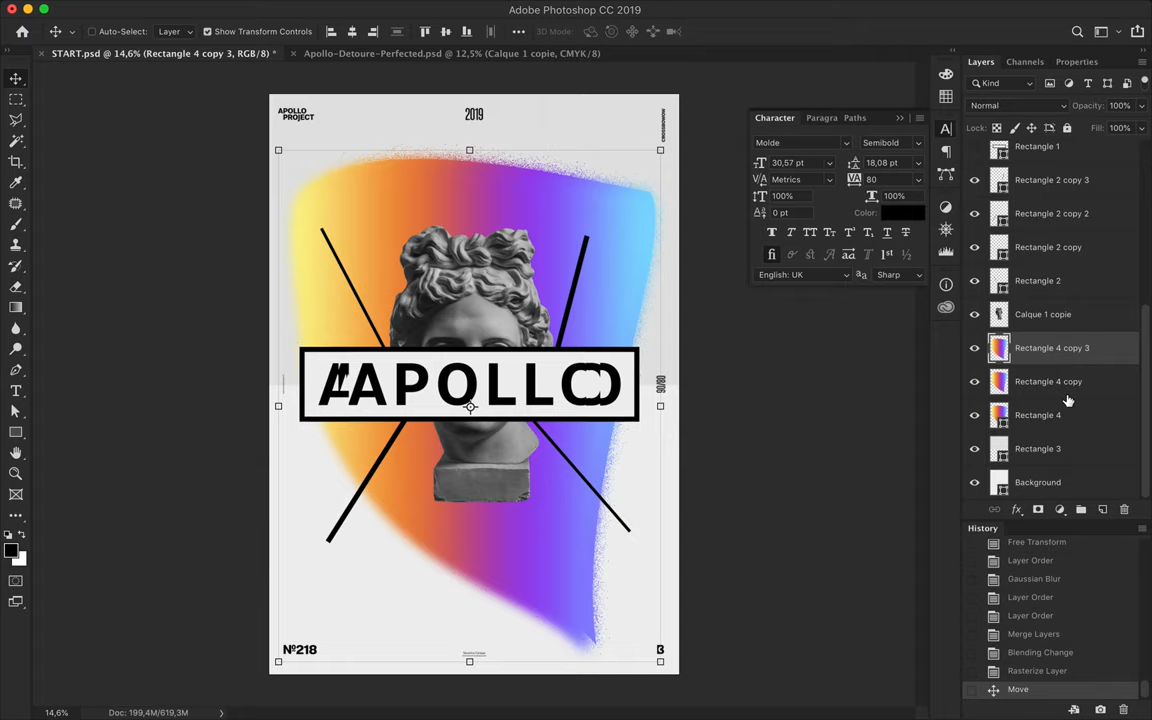 Adobe Photoshop CC 2019
Auto-Select:
Layer
Show Transform Controls
3D Mode:
START.psd @ 14,6% (Rectangle 4 copy 3, RGB/8) *
Apollo-Detoure-Perfected.psd @ 12,5% (Calque 1 copie, CMYK/8)
APOLLO
PROJECT
2019
CROSSBOWMAN
APOLLO
90/80
Nº218
B
Character
Paragra
Paths
Molde
Semibold
30,57 pt
18,08 pt
Metrics
80
100%
100%
0 pt
Color:
English: UK
Sharp
Layers
Channels
Properties
Kind
Normal
Opacity:
100%
Lock:
Fill:
100%
Rectangle 1
Rectangle 2 copy 3
Rectangle 2 copy 2
Rectangle 2 copy
Rectangle 2
Calque 1 copie
Rectangle 4 copy 3
Rectangle 4 copy
Rectangle 4
Rectangle 3
Background
History
Free Transform
Layer Order
Gaussian Blur
Layer Order
Layer Order
Merge Layers
Blending Change
Rasterize Layer
Move
14,6%
Doc: 199,4M/619,3M